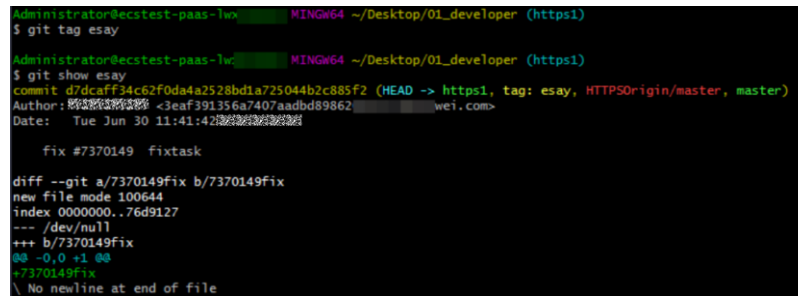 Administrator@ecstest-paas-lwx MINGW64 ~/Desktop/01_developer (https1)
$ git tag esay
Administrator@ecstest-paas-lw MINGW64 ~/Desktop/01_developer (https1)
$ git show esay
commit d7dcaff34c62f0da4a2528bd1a725044b2c885f2 (HEAD -> https1, tag: esay, HTTPSOrigin/master, master)
Author: <3eaf391356a7407aadbd89862 wei.com>
Date: Tue Jun 30 11:41:42
fix #7370149 fixtask
diff --git a/7370149fix b/7370149fix
new file mode 100644
index 0000000..76d9127
--- /dev/null
+++ b/7370149fix
@@ -0,0 +1 @@
+7370149fix
\ No newline at end of file